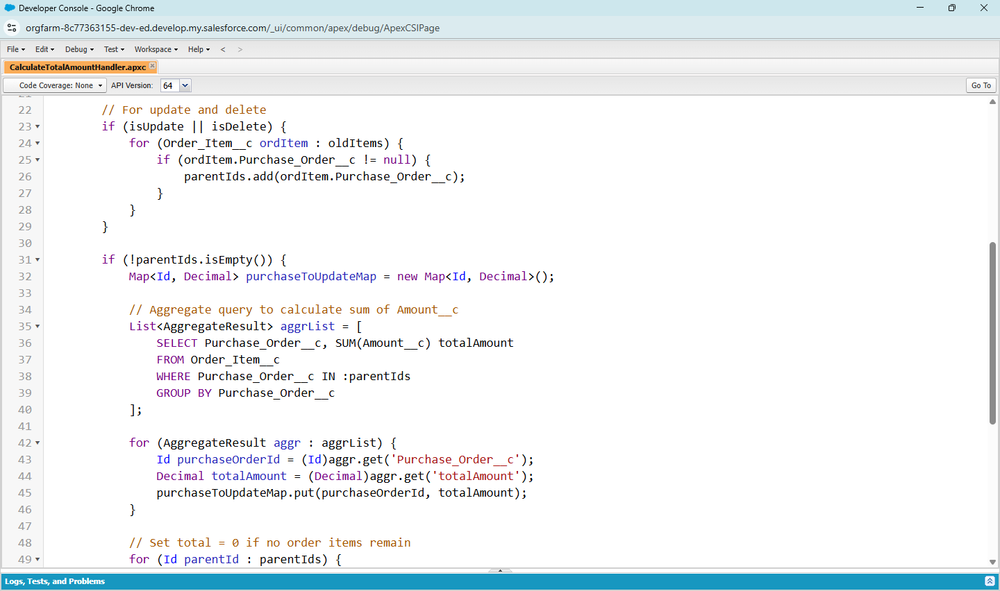 Developer Console - Google Chrome
orgfarm-8c77363155-dev-ed.develop.my.salesforce.com/_ui/common/apex/debug/ApexCSIPage
File Edit Debug Test Workspace Help < >
CalculateTotalAmountHandler.apxc
Code Coverage: None API Version: 64 Go To
22 // For update and delete
23 if (isUpdate || isDelete) {
24 for (Order_Item__c ordItem : oldItems) {
25 if (ordItem.Purchase_Order__c != null) {
26 parentIds.add(ordItem.Purchase_Order__c);
27 }
28 }
29 }
30
31 if (!parentIds.isEmpty()) {
32 Map<Id, Decimal> purchaseToUpdateMap = new Map<Id, Decimal>();
33
34 // Aggregate query to calculate sum of Amount__c
35 List<AggregateResult> aggrList = [
36 SELECT Purchase_Order__c, SUM(Amount__c) totalAmount
37 FROM Order_Item__c
38 WHERE Purchase_Order__c IN :parentIds
39 GROUP BY Purchase_Order__c
40 ];
41
42 for (AggregateResult aggr : aggrList) {
43 Id purchaseOrderId = (Id)aggr.get('Purchase_Order__c');
44 Decimal totalAmount = (Decimal)aggr.get('totalAmount');
45 purchaseToUpdateMap.put(purchaseOrderId, totalAmount);
46 }
47
48 // Set total = 0 if no order items remain
49 for (Id parentId : parentIds) {
Logs, Tests, and Problems